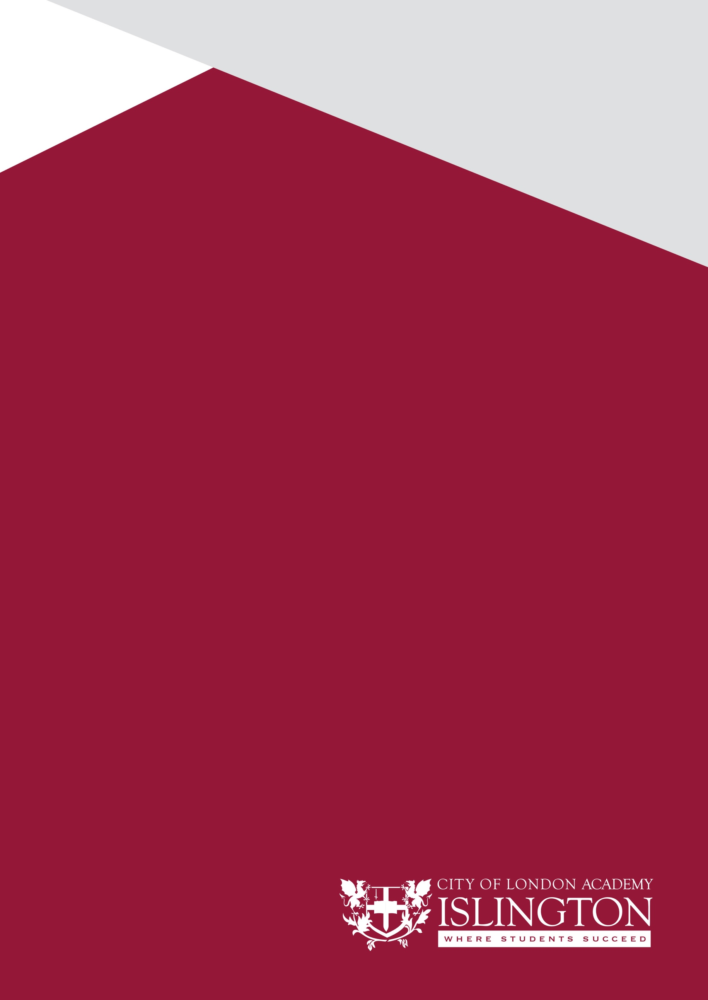 CITY OF LONDON ACADEMY
ISLINGTON
WHERE STUDENTS SUCCEED